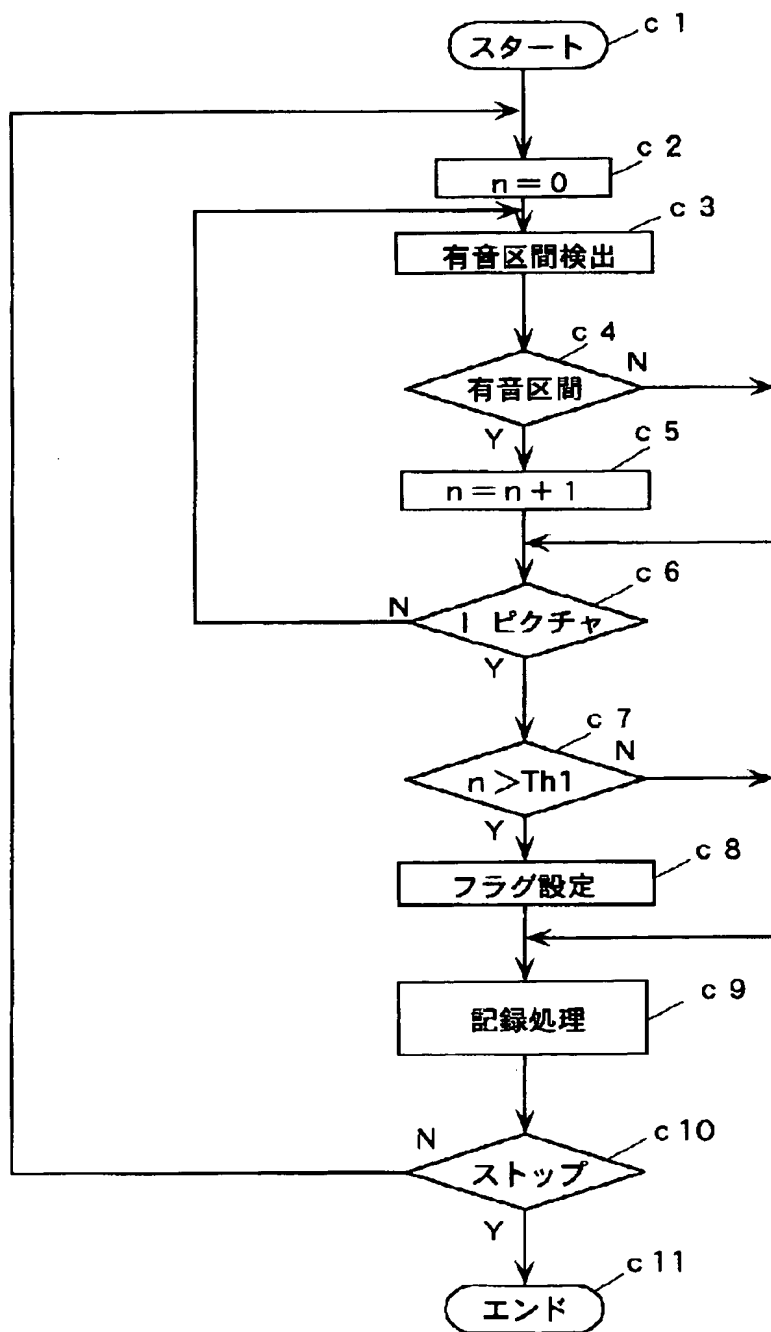 c 1
スタート
c 2
n = 0
c 3
有音区間検出
c 4
N
有音区間
Y
c 5
n = n + 1
c 6
N
I ピクチャ
Y
c 7
N
n > Th1
Y
c 8
フラグ設定
c 9
記録処理
c 10
N
ストップ
Y
c 11
エンド